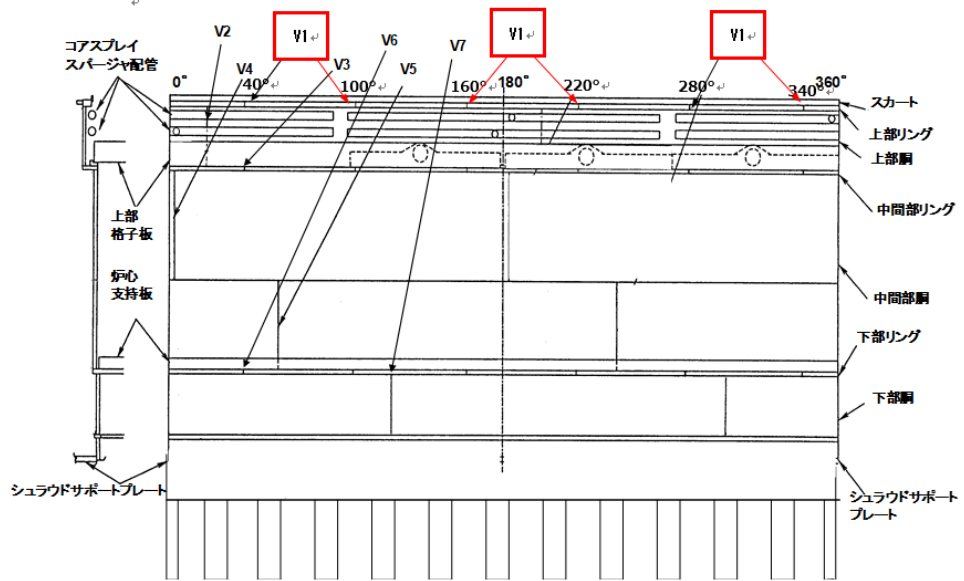 V1
V1
V1
V2
V6
V7
コアスプレイ
スパージャ配管
V4
V3
V5
0°
40°
100°
160°
180°
220°
280°
340°
360°
スカート
上部リング
上部胴
中間部リング
上部
格子板
炉心
支持板
中間部胴
下部リング
下部胴
シュラウドサポートプレート
シュラウドサポート
プレート